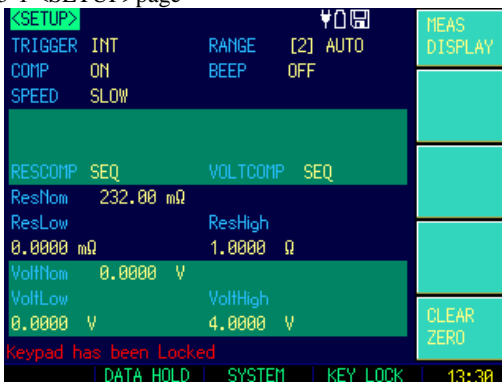 <SETUP> page
<SETUP>
MEAS DISPLAY
TRIGGER INT RANGE [2] AUTO
COMP ON BEEP OFF
SPEED SLOW
RESCOMP SEQ VOLTCOMP SEQ
ResNom 232.00 mΩ
ResLow ResHigh
0.0000 mΩ 1.0000 Ω
VoltNom 0.0000 V
VoltLow VoltHigh
0.0000 V 4.0000 V
CLEAR ZERO
Keypad has been Locked
DATA HOLD SYSTEM KEY LOCK 13:30